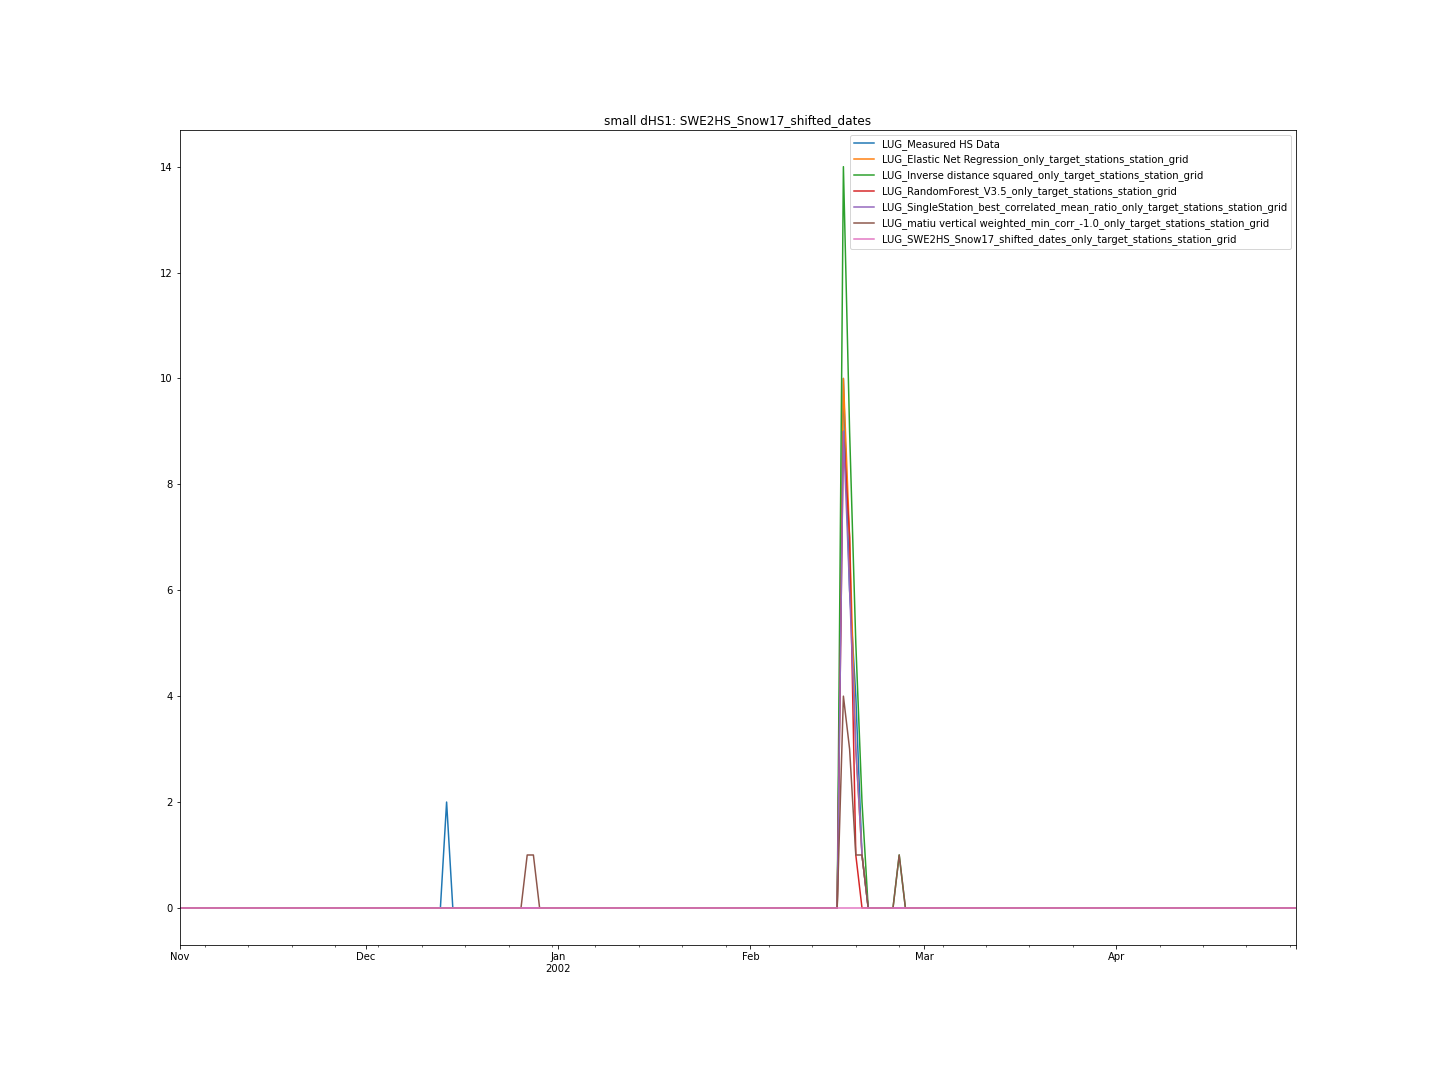 small dHS1: SWE2HS_Snow17_shifted_dates
LUG_Measured HS Data
LUG_Elastic Net Regression_only_target_stations_station_grid
LUG_Inverse distance squared_only_target_stations_station_grid
LUG_RandomForest_V3.5_only_target_stations_station_grid
LUG_SingleStation_best_correlated_mean_ratio_only_target_stations_station_grid
LUG_matiu vertical weighted_min_corr_-1.0_only_target_stations_station_grid
LUG_SWE2HS_Snow17_shifted_dates_only_target_stations_station_grid
14
12
10
8
6
4
2
0
Nov Dec Jan Feb Mar Apr
2002